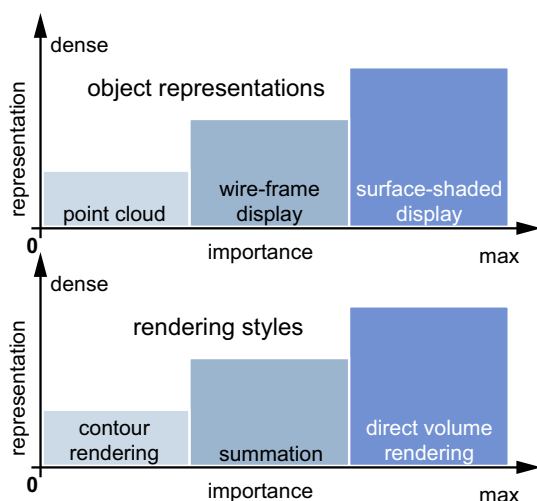 dense
object representations
representation
point cloud
wire-frame
display
surface-shaded
display
0
importance
max
dense
rendering styles
representation
contour
rendering
summation
direct volume
rendering
0
importance
max